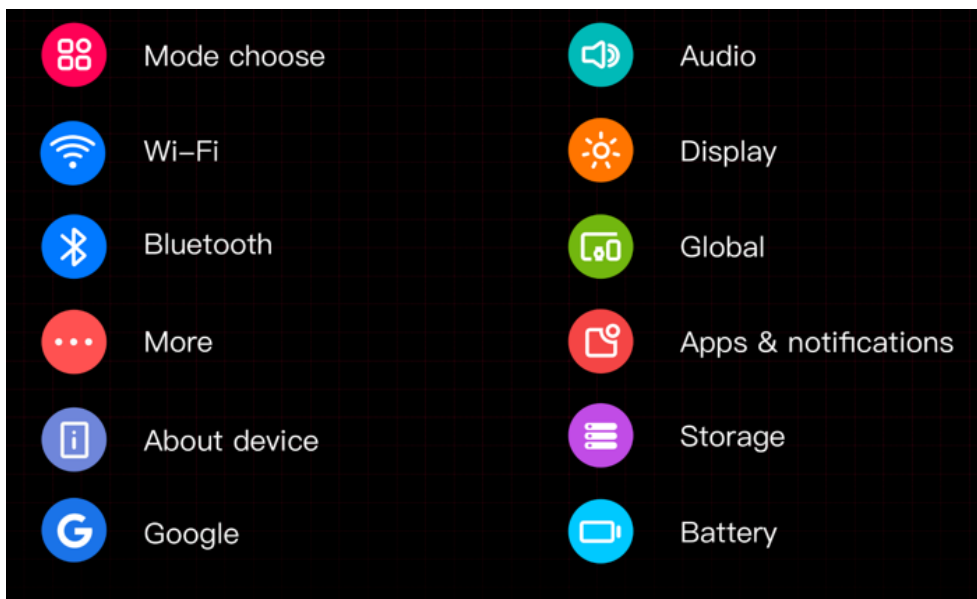 Mode choose
Audio
Wi-Fi
Display
Bluetooth
Global
More
Apps & notifications
About device
Storage
Google
Battery